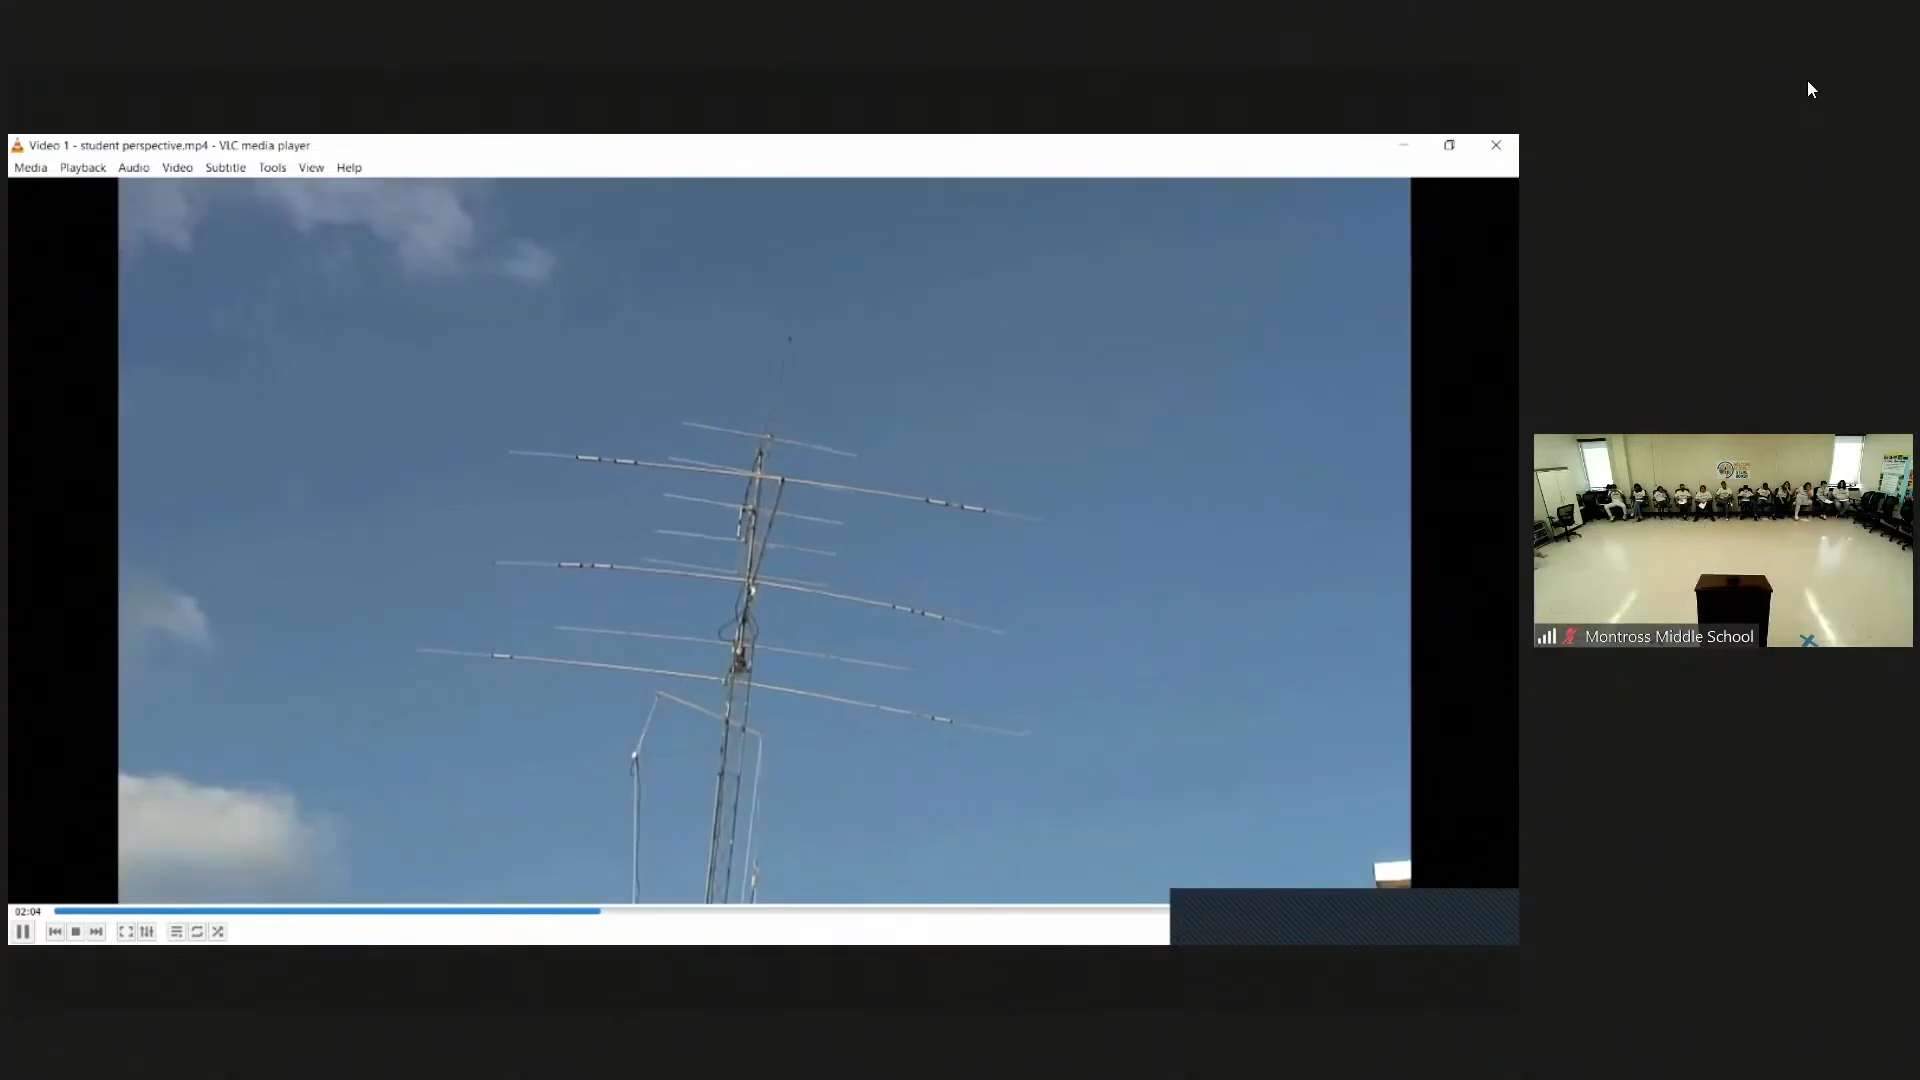 Video 1 - student perspective.mp4 - VLC media player
Media Playback Audio Video Subtitle Tools View Help
02:04
Montross Middle School